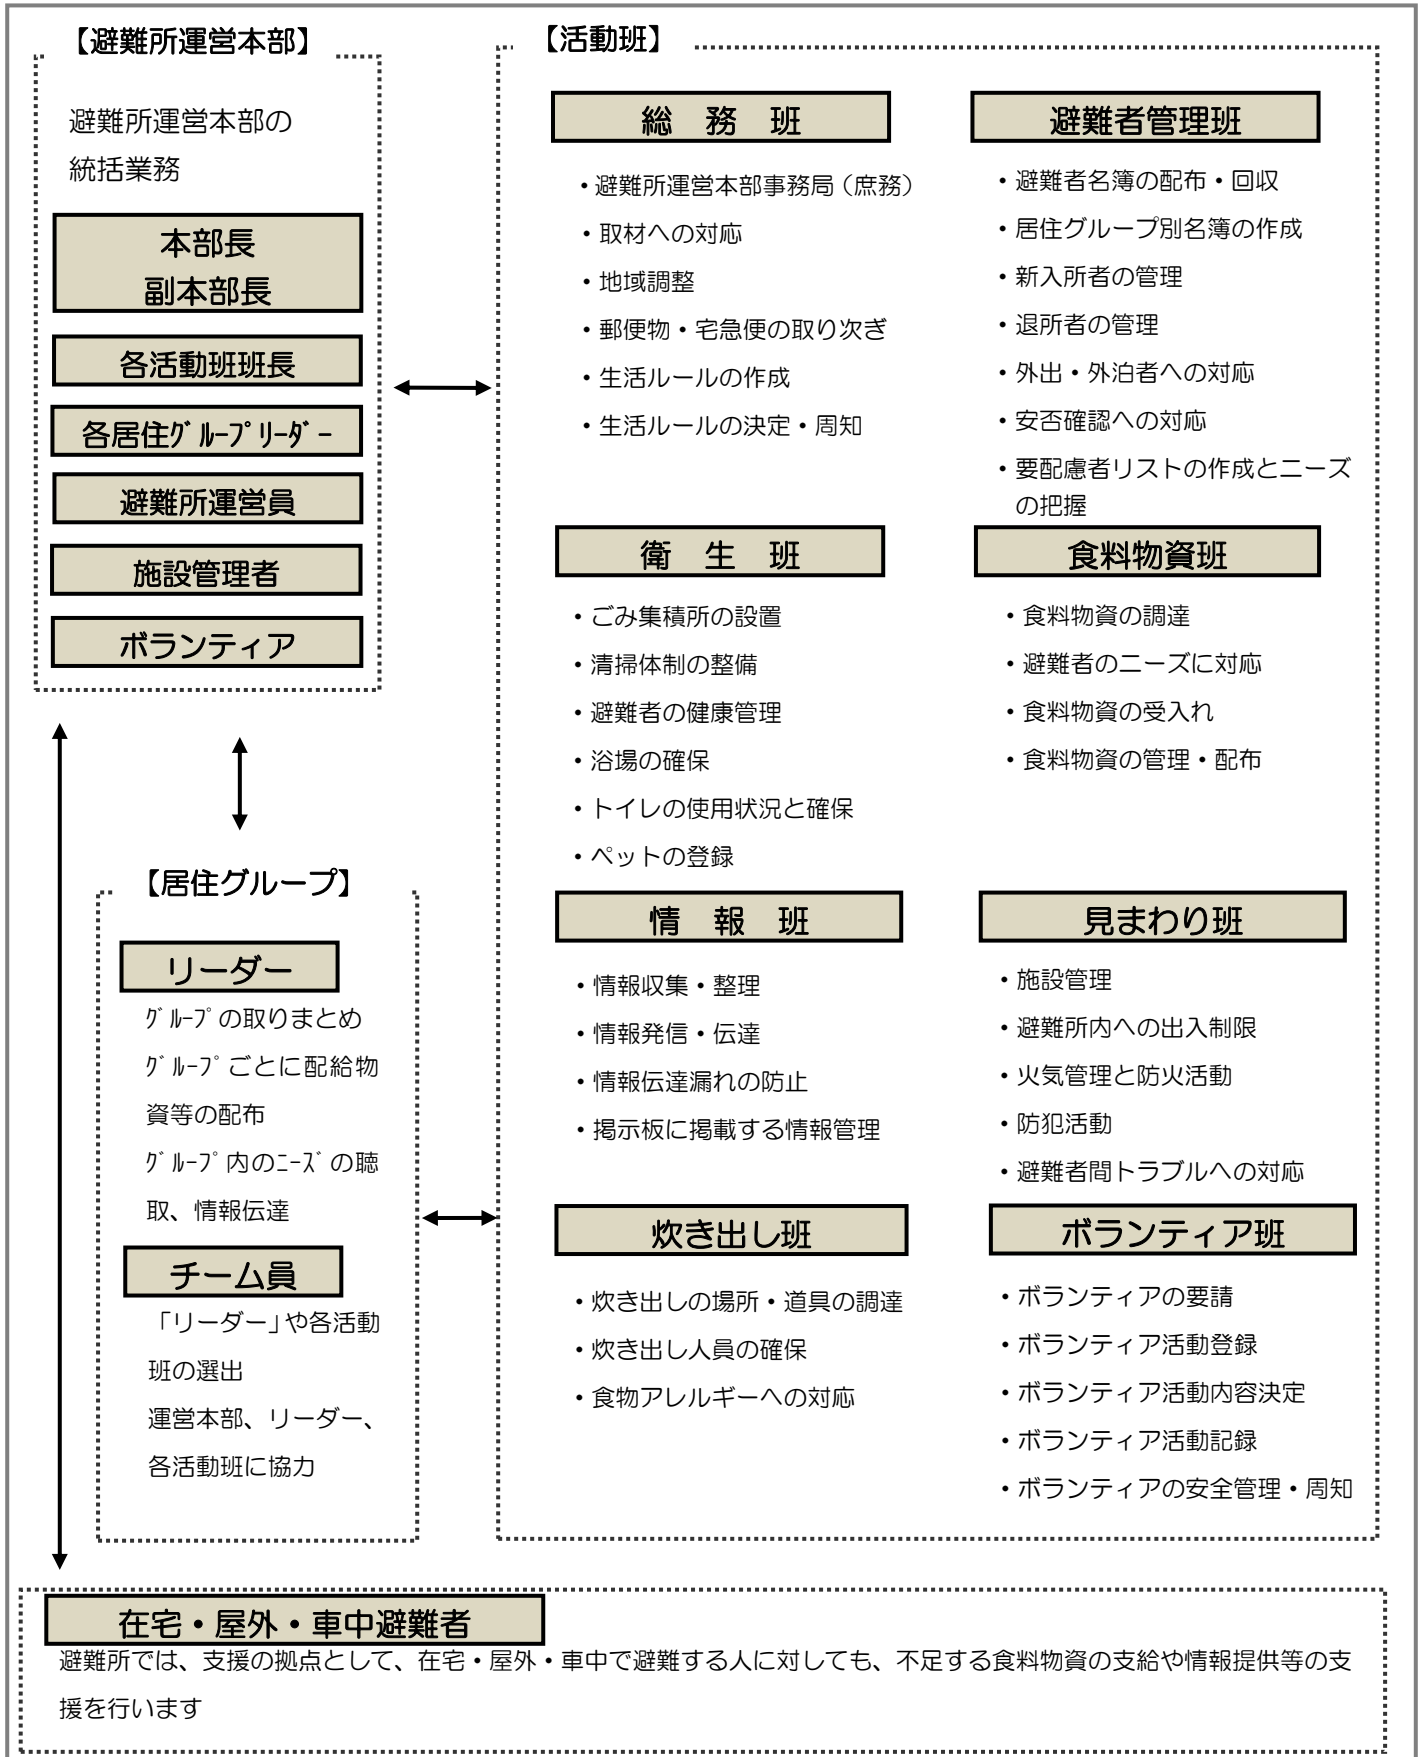 【避難所運営本部】
避難所運営本部の
統括業務
本部長
副本部長
各活動班班長
各居住ｸﾞﾙｰﾌﾟﾘｰﾀﾞｰ
避難所運営員
施設管理者
ボランティア
【居住グループ】
リーダー
ｸﾞﾙｰﾌﾟの取りまとめ
ｸﾞﾙｰﾌﾟごとに配給物
資等の配布
ｸﾞﾙｰﾌﾟ内のﾆｰｽﾞの聴
取、情報伝達
チーム員
「リーダー」や各活動
班の選出
運営本部、リーダー、
各活動班に協力
【活動班】
総　務　班
・避難所運営本部事務局（庶務）
・取材への対応
・地域調整
・郵便物・宅急便の取り次ぎ
・生活ルールの作成
・生活ルールの決定・周知
避難者管理班
・避難者名簿の配布・回収
・居住グループ別名簿の作成
・新入所者の管理
・退所者の管理
・外出・外泊者への対応
・安否確認への対応
・要配慮者リストの作成とニーズ
の把握
衛　生　班
・ごみ集積所の設置
・清掃体制の整備
・避難者の健康管理
・浴場の確保
・トイレの使用状況と確保
・ペットの登録
食料物資班
・食料物資の調達
・避難者のニーズに対応
・食料物資の受入れ
・食料物資の管理・配布
情　報　班
・情報収集・整理
・情報発信・伝達
・情報伝達漏れの防止
・掲示板に掲載する情報管理
見まわり班
・施設管理
・避難所内への出入制限
・火気管理と防火活動
・防犯活動
・避難者間トラブルへの対応
炊き出し班
・炊き出しの場所・道具の調達
・炊き出し人員の確保
・食物アレルギーへの対応
ボランティア班
・ボランティアの要請
・ボランティア活動登録
・ボランティア活動内容決定
・ボランティア活動記録
・ボランティアの安全管理・周知
在宅・屋外・車中避難者
避難所では、支援の拠点として、在宅・屋外・車中で避難する人に対しても、不足する食料物資の支給や情報提供等の支
援を行います